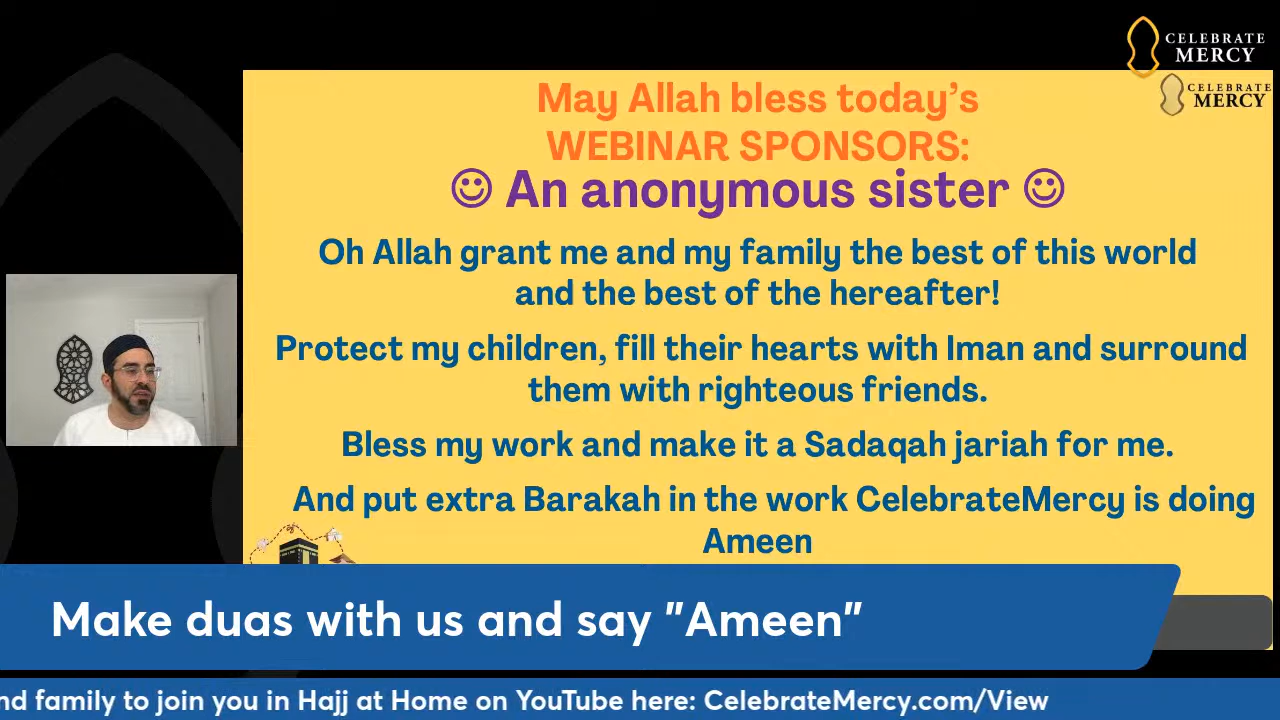 CELEBRATE
MERCY
CELEBRATE
MERCY
May Allah bless today’s
WEBINAR SPONSORS:
☺ An anonymous sister ☺
Oh Allah grant me and my family the best of this world
and the best of the hereafter!
Protect my children, fill their hearts with Iman and surround
them with righteous friends.
Bless my work and make it a Sadaqah jariah for me.
And put extra Barakah in the work CelebrateMercy is doing
Ameen
Make duas with us and say "Ameen"
family to join you in Hajj at Home on YouTube here: CelebrateMercy.com/View